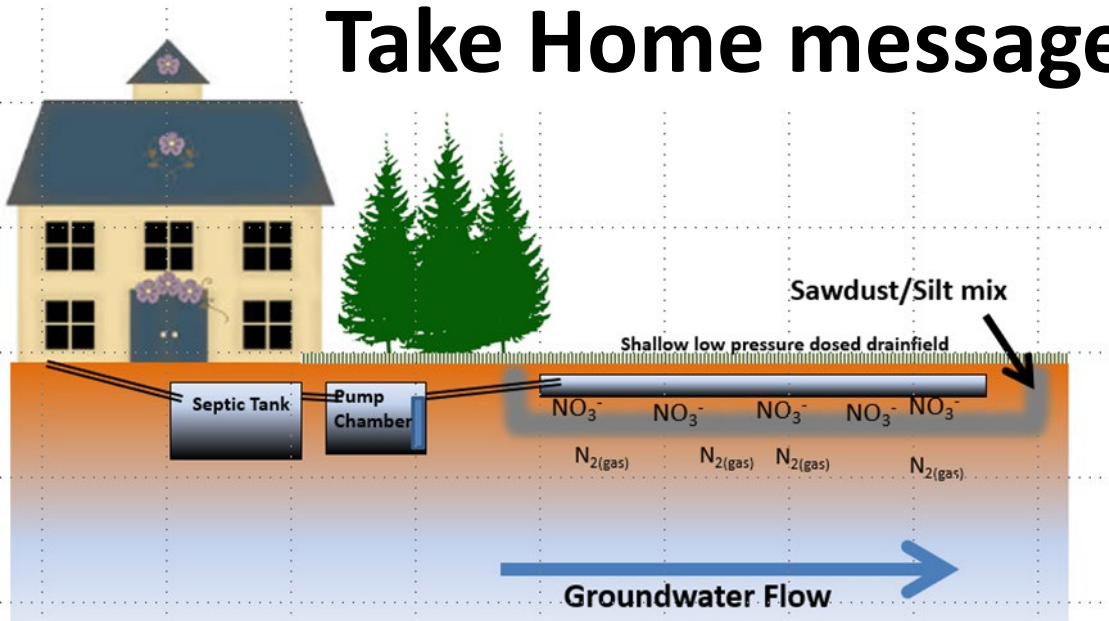 Take Home message
Sawdust/Silt mix
Shallow low pressure dosed drainfield
Septic Tank
Pump
Chamber
NO₃⁻ NO₃⁻ NO₃⁻ NO₃⁻ NO₃⁻
N₂(gas) N₂(gas) N₂(gas) N₂(gas)
Groundwater Flow